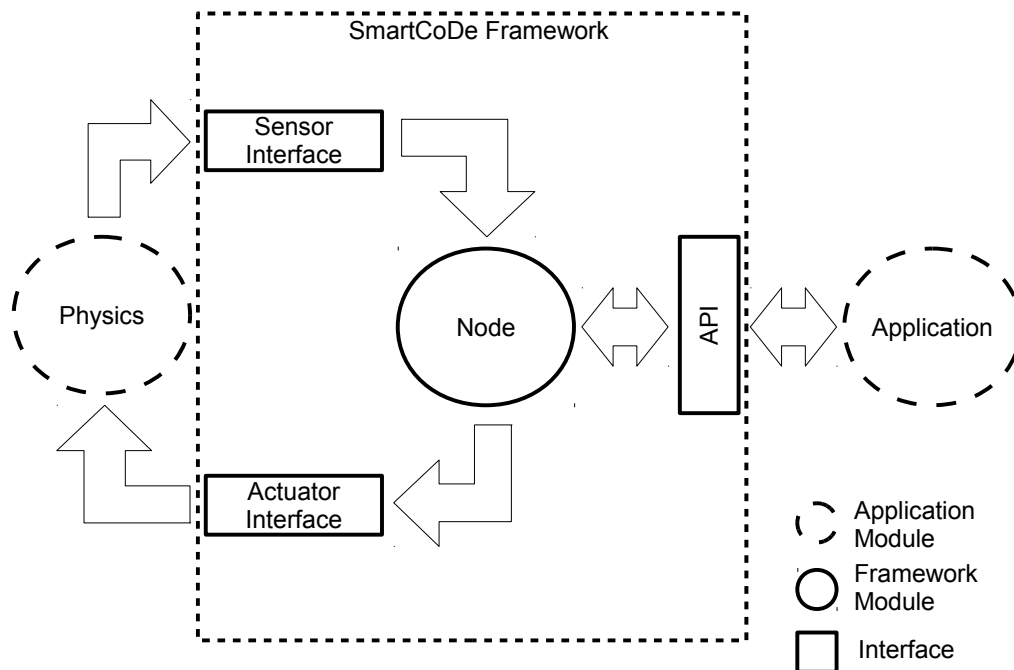 SmartCoDe Framework
Sensor
Interface
Physics
Node
API
Application
Actuator
Interface
Application
Module
Framework
Module
Interface